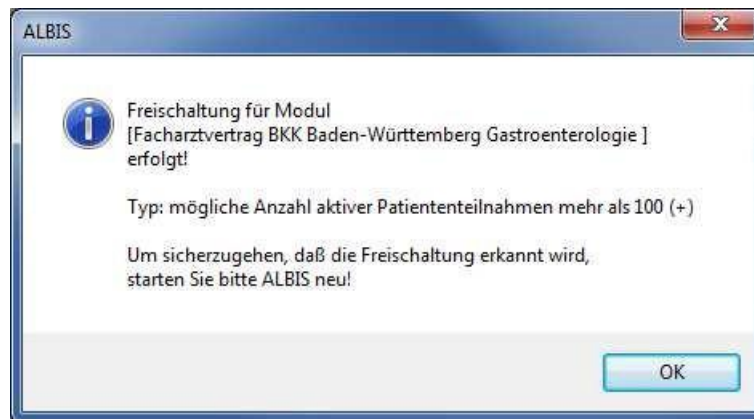 ALBIS
Freischaltung für Modul
[Facharztvertrag BKK Baden-Württemberg Gastroenterologie ]
erfolgt!
Typ: mögliche Anzahl aktiver Patiententeilnahmen mehr als 100 (+)
Um sicherzugehen, daß die Freischaltung erkannt wird,
starten Sie bitte ALBIS neu!
OK